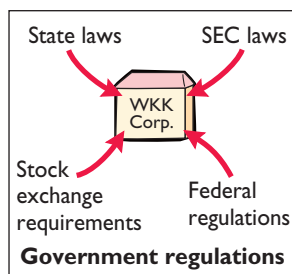 State laws
SEC laws
WKK
Corp.
Stock
exchange
requirements
Federal
regulations
Government regulations